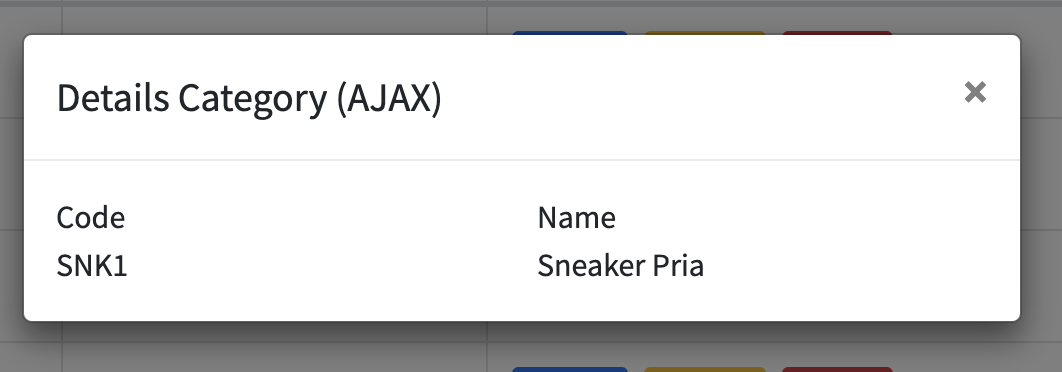 Details Category (AJAX)
×
Code
Name
SNK1
Sneaker Pria